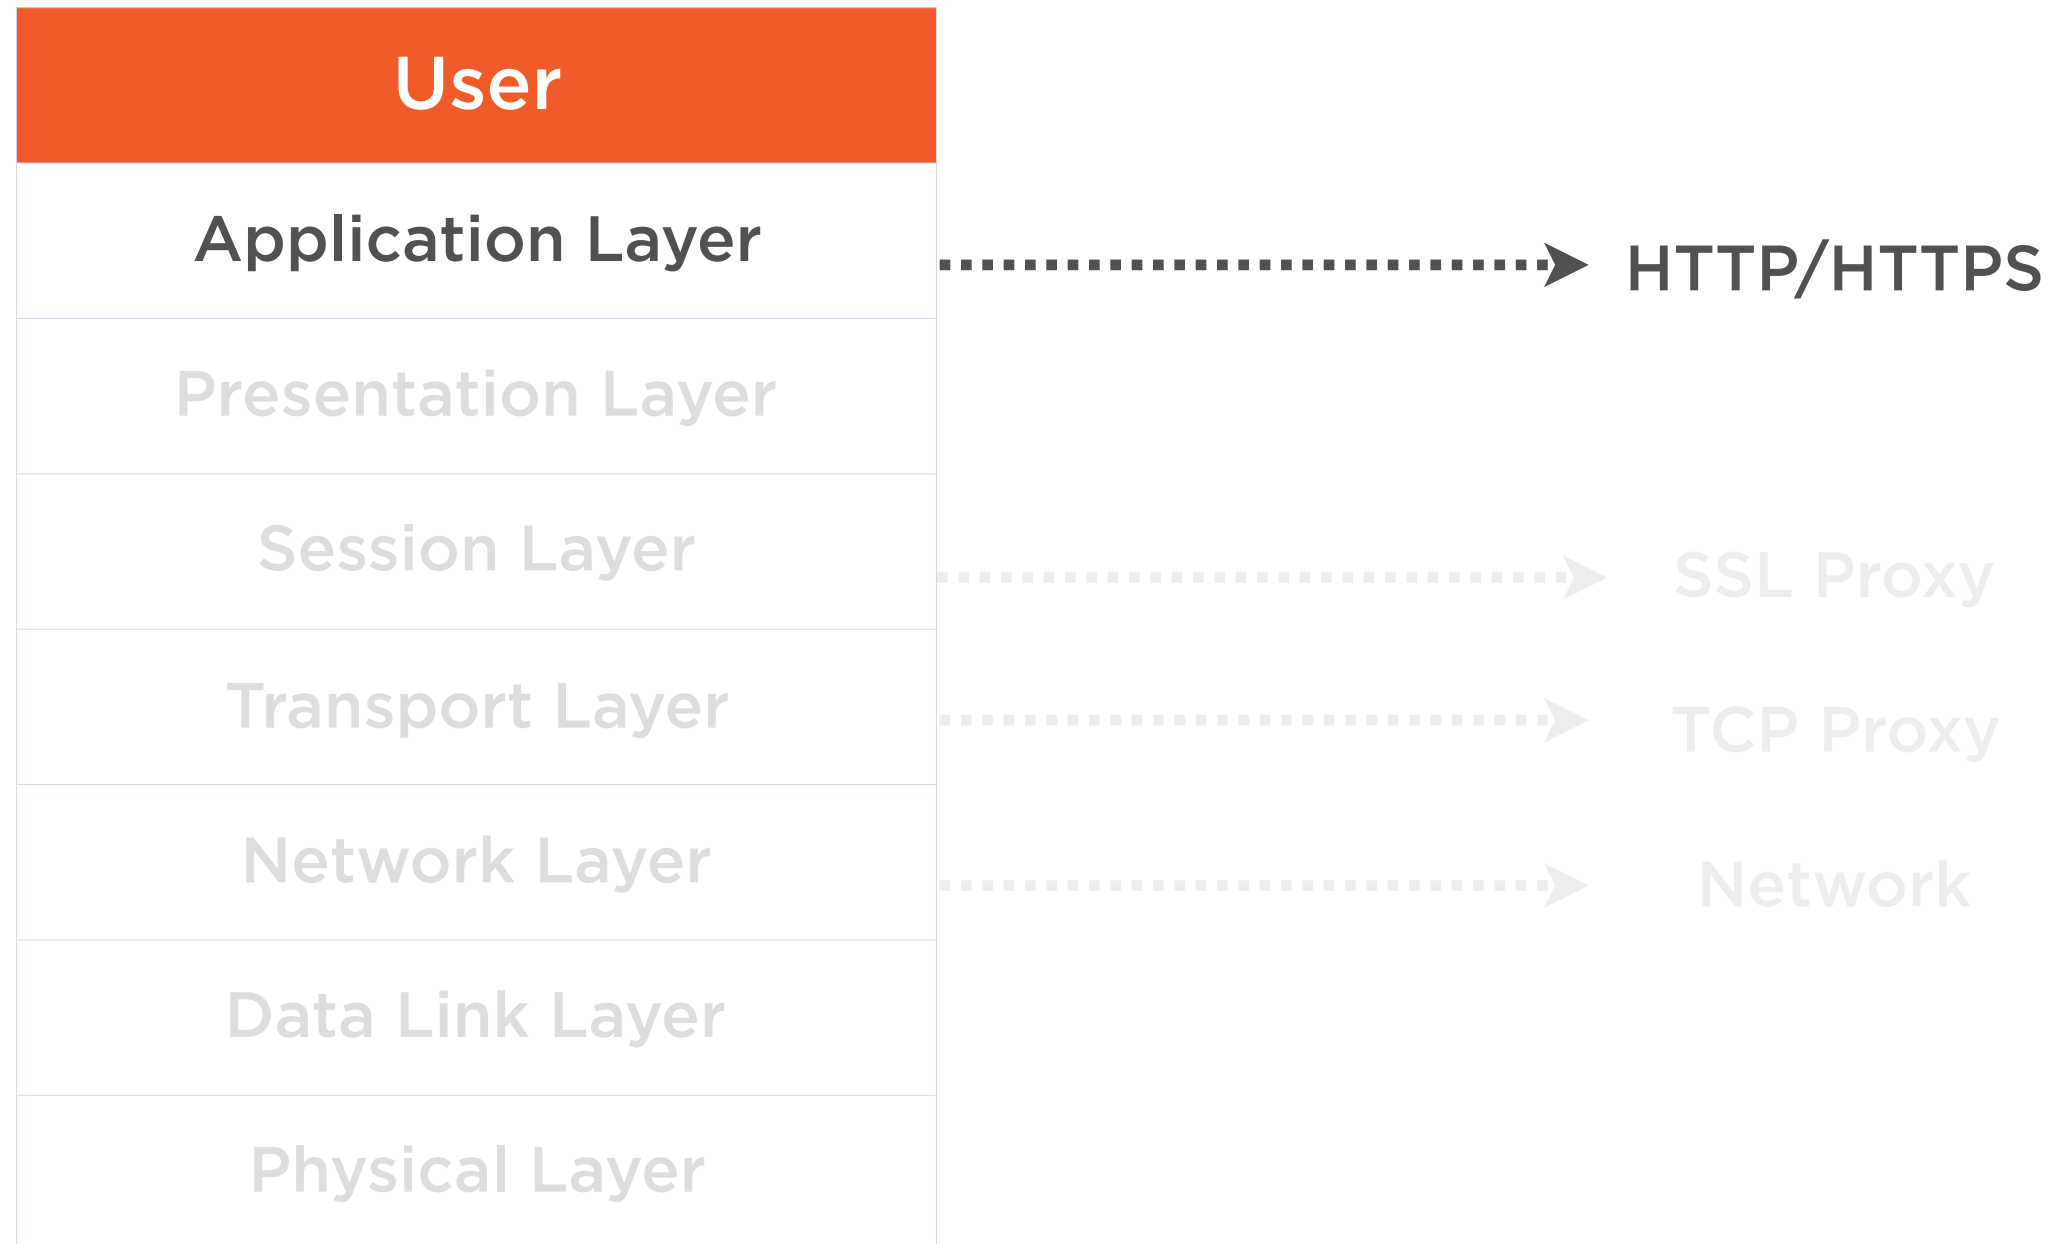 User
Application Layer
HTTP/HTTPS
Presentation Layer
Session Layer
SSL Proxy
Transport Layer
TCP Proxy
Network Layer
Network
Data Link Layer
Physical Layer